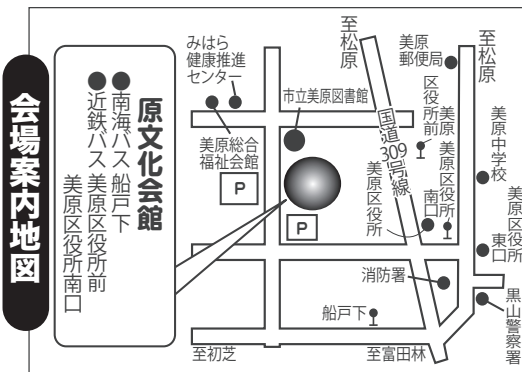 会場案内地図
原文化会館
●南海バス 船戸下
●近鉄バス 美原区役所前
美原区役所南口
みはら
健康推進
センター
市立美原図書館
美原総合
福祉会館
P
P
至松原
国道309号線
美原
郵便局
至松原
美原
区役所前
美原区役所
南口
美原区役所
美原中学校
美原区役所
東口
消防署
黒山警察署
船戸下
至初芝
至富田林